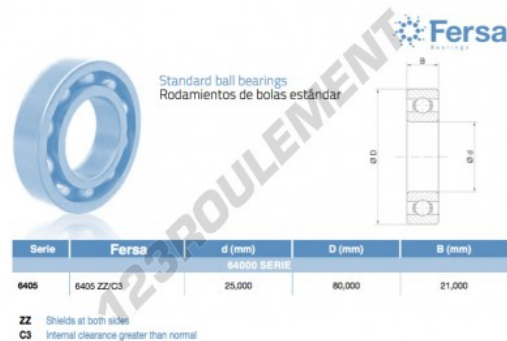 Fersa
Bearings
Standard ball bearings
Rodamientos de bolas estándar
B
Ø D
Ø d
123ROULEMENT
Serie Fersa d (mm) D (mm) B (mm)
64000 SERIE
6405 6405 ZZ/C3 25,000 80,000 21,000
ZZ Shields at both sides
C3 Internal clearance greater than normal